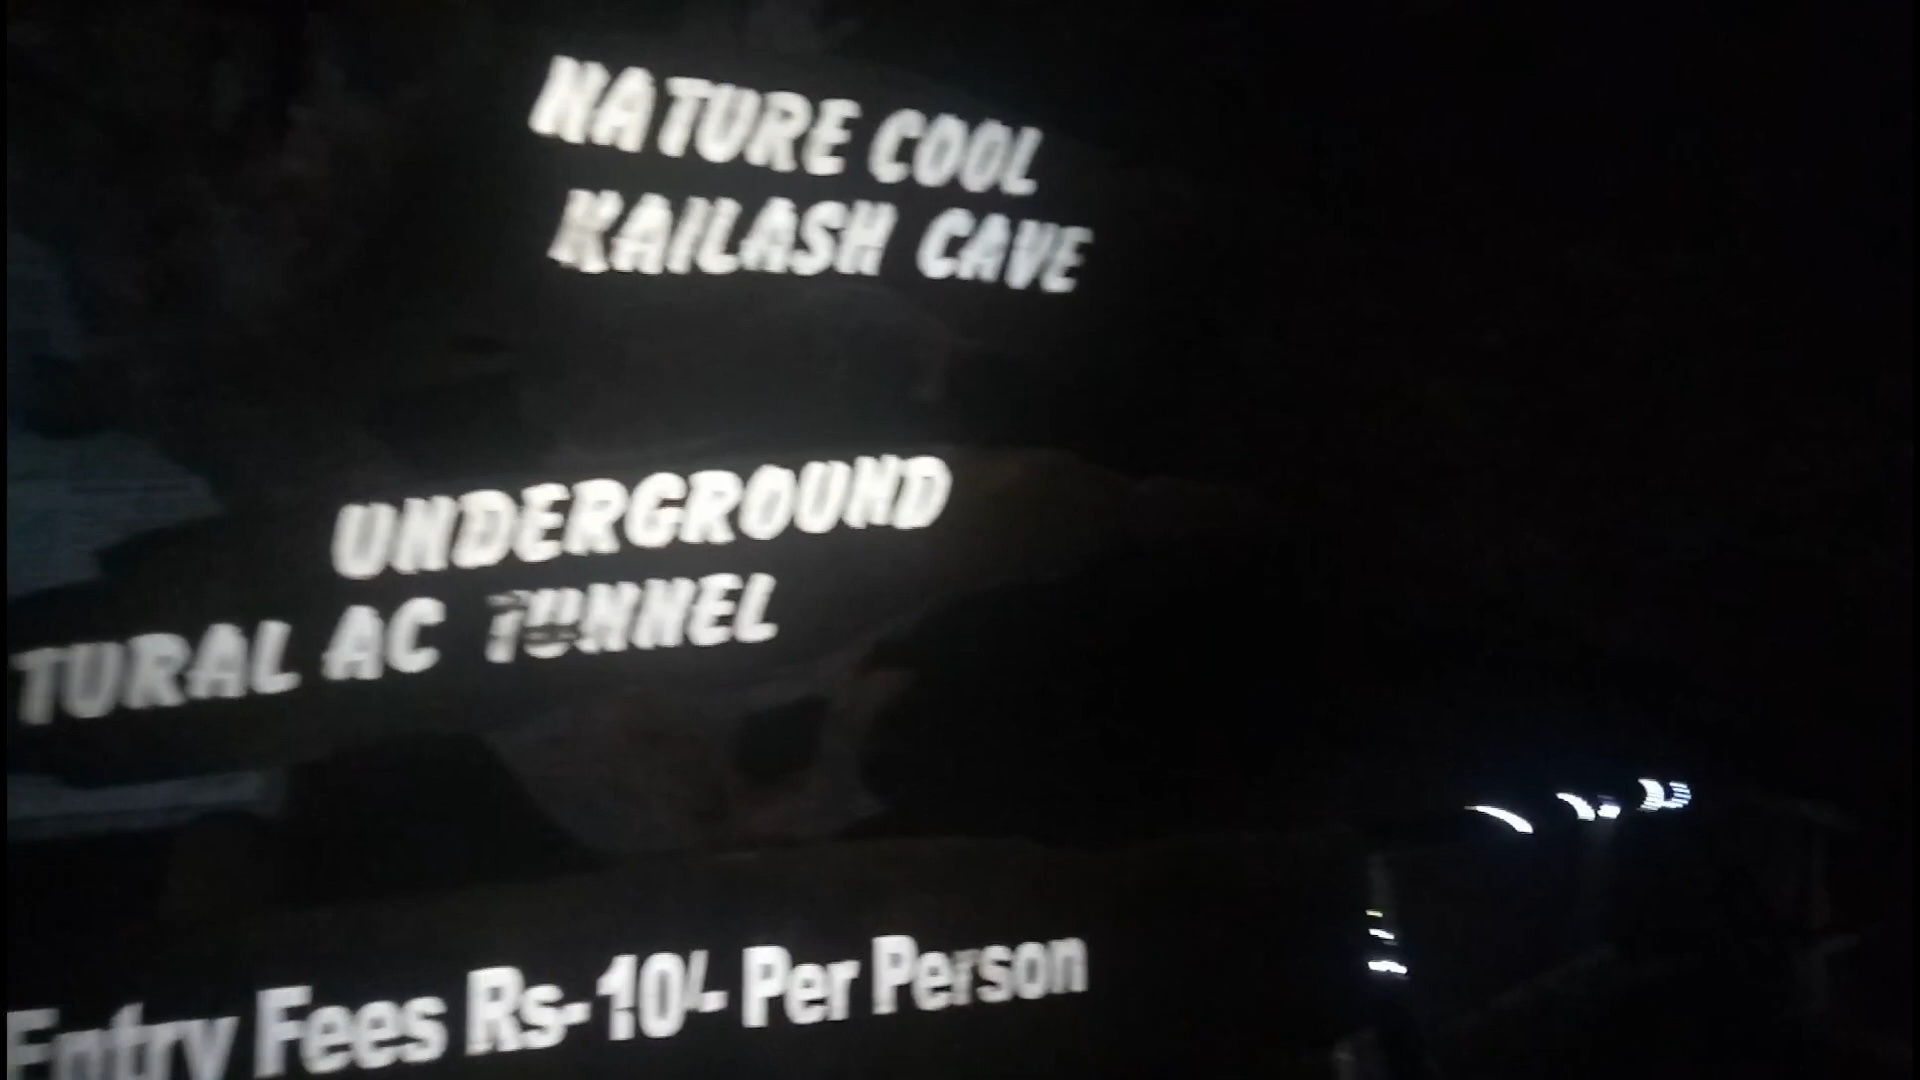 NATURE COOL
KAILASH CAVE
UNDERGROUND
TURAL AC TUNNEL
Entry Fees Rs-10/- Per Person